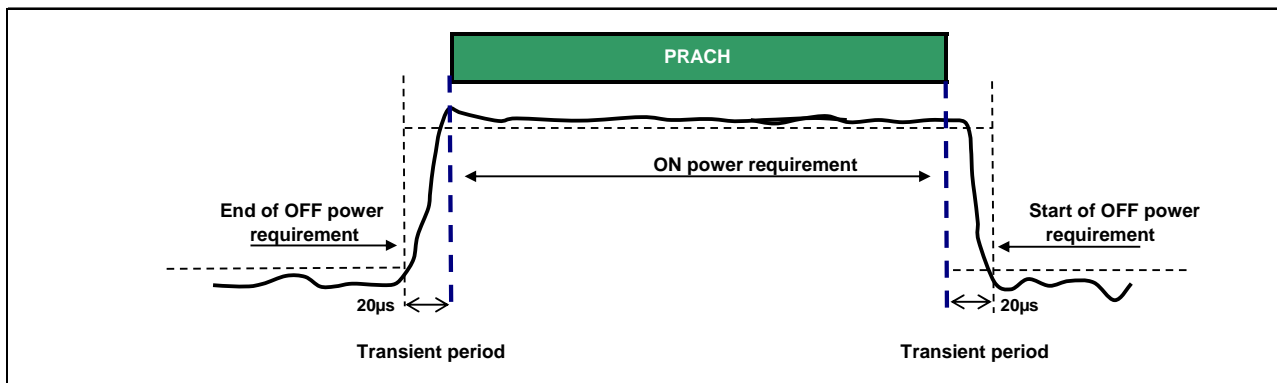 PRACH
ON power requirement
End of OFF power
requirement
Start of OFF power
requirement
20µs
20µs
Transient period
Transient period